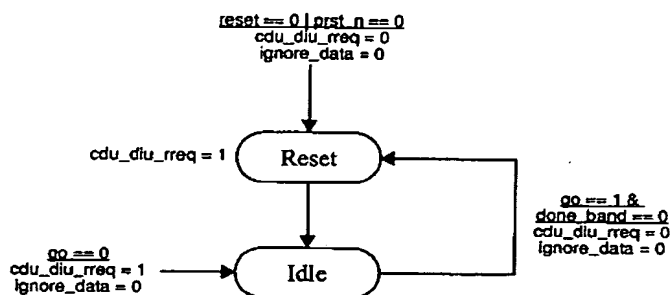 reset == 0 | prst_n == 0
cdu_diu_rreq = 0
ignore_data = 0
cdu_diu_rreq = 1
Reset
go == 1 &
done_band == 0
cdu_diu_rreq = 0
ignore_data = 0
go == 0
cdu_diu_rreq = 1
ignore_data = 0
Idle